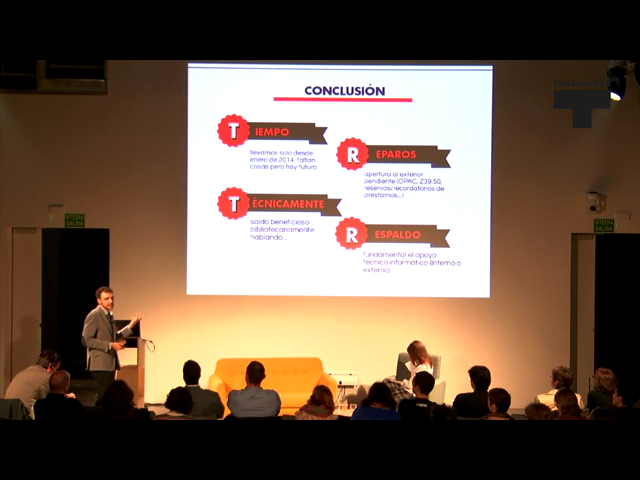 CONCLUSIÓN
T IEMPO
llevamos solo desde
enero de 2014: faltan
cosas pero hay futuro
R EPAROS
apertura al exterior
pendiente (OPAC, Z39.50,
reservas/recordatorios de
préstamos...)
T ÉCNICAMENTE
saldo beneficioso
bibliotecariamente
hablando...
R ESPALDO
fundamental el apoyo
técnico informático (interno o
externo)
SALIDA
SALIDA